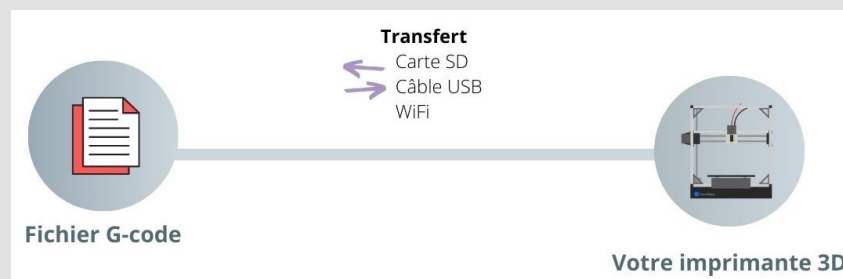 Transfert
Carte SD
Câble USB
WiFi
Fichier G-code
Votre imprimante 3D